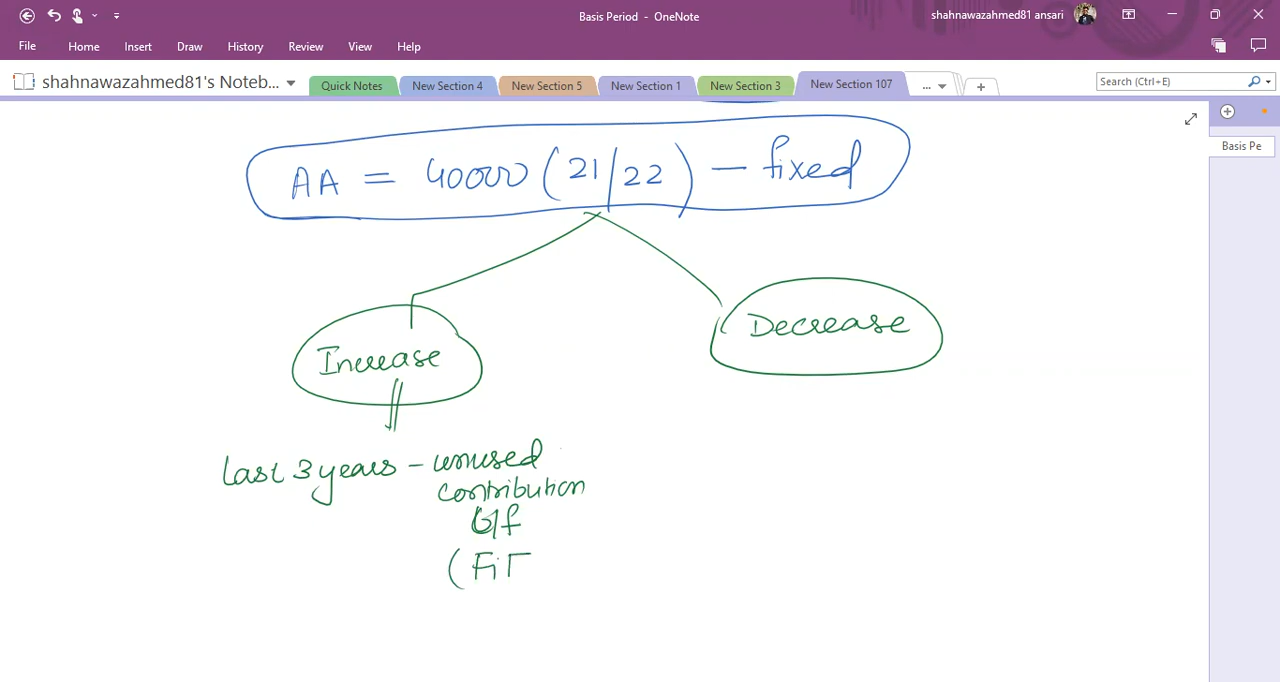 Basis Period - OneNote
shahnawazahmed81 ansari
File Home Insert Draw History Review View Help
shahnawazahmed81's Noteb...
Quick Notes
New Section 4
New Section 5
New Section 1
New Section 3
New Section 107
...
Search (Ctrl+E)
Basis Pe
AA = 40000 (21/22) - fixed
Increase
Decrease
last 3 years - unused
contribution
b/f
(FiF